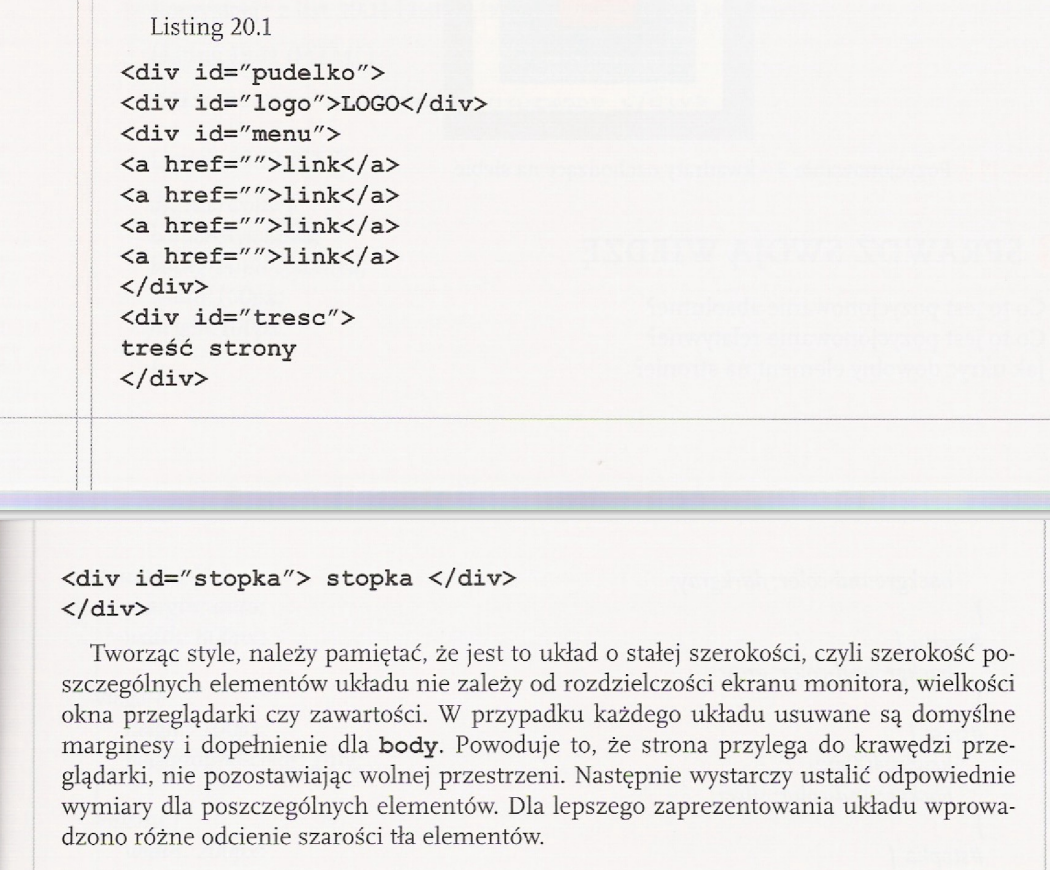 Listing 20.1
<div id="pudelko">
<div id="logo">LOGO</div>
<div id="menu">
<a href="">link</a>
<a href="">link</a>
<a href="">link</a>
<a href="">link</a>
</div>
<div id="tresc">
treść strony
</div>
<div id="stopka"> stopka </div>
</div>
Tworząc style, należy pamiętać, że jest to układ o stałej szerokości, czyli szerokość po-
szczególnych elementów układu nie zależy od rozdzielczości ekranu monitora, wielkości
okna przeglądarki czy zawartości. W przypadku każdego układu usuwane są domyślne
marginesy i dopełnienie dla body. Powoduje to, że strona przylega do krawędzi prze-
glądarki, nie pozostawiając wolnej przestrzeni. Następnie wystarczy ustalić odpowiednie
wymiary dla poszczególnych elementów. Dla lepszego zaprezentowania układu wprowa-
dzono różne odcienie szarości tła elementów.